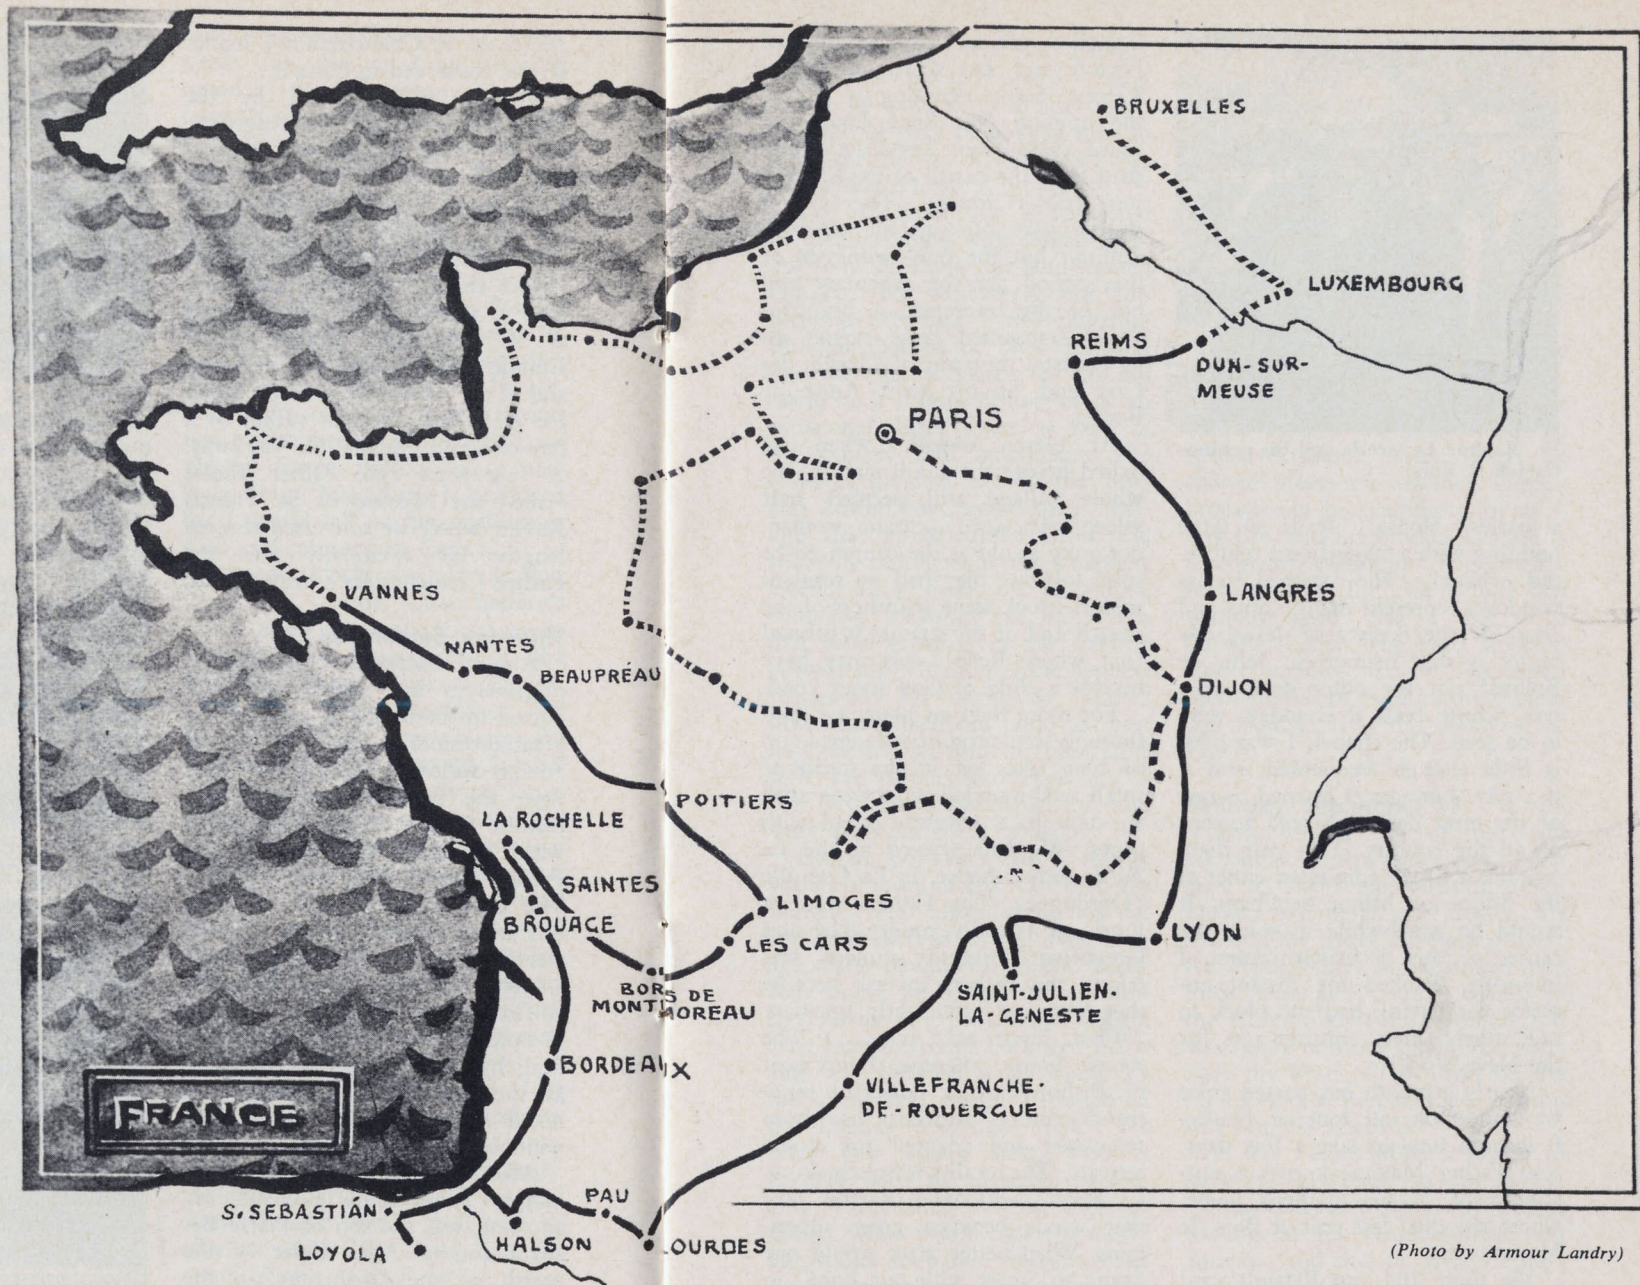 BRUXELLES
LUXEMBOURG
REIMS
DUN-SUR-
MEUSE
PARIS
VANNES
LANGRES
NANTES
BEAUPRÉAU
DIJON
POITIERS
LA ROCHELLE
SAINTES
BROUAGE
LIMOGES
LES CARS
LYON
BORS DE
MONTMOREAU
SAINT-JULIEN-
LA-GENESTE
BORDEAUX
VILLEFRANCHE-
DE-ROUERGUE
FRANCE
S. SEBASTIÁN
PAU
LOYOLA
HALSON
LOURDES
(Photo by Armour Landry)